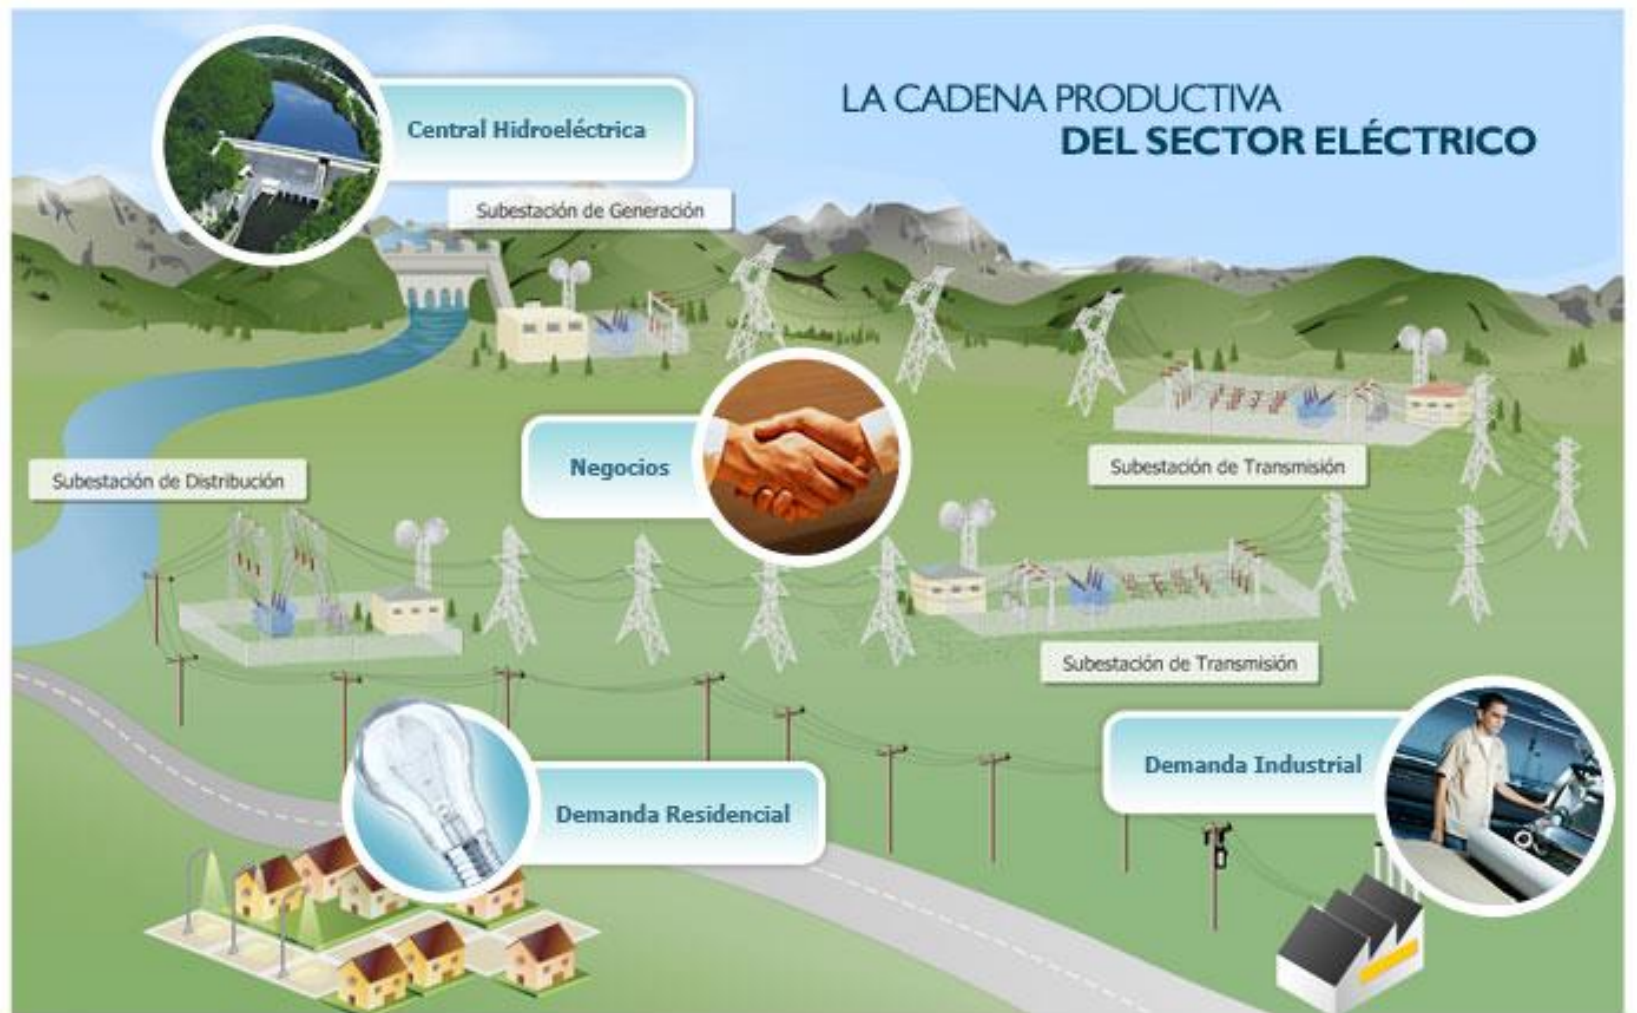 LA CADENA PRODUCTIVA
DEL SECTOR ELÉCTRICO
Central Hidroeléctrica
Subestación de Generación
Negocios
Subestación de Transmisión
Subestación de Distribución
Subestación de Transmisión
Demanda Industrial
Demanda Residencial